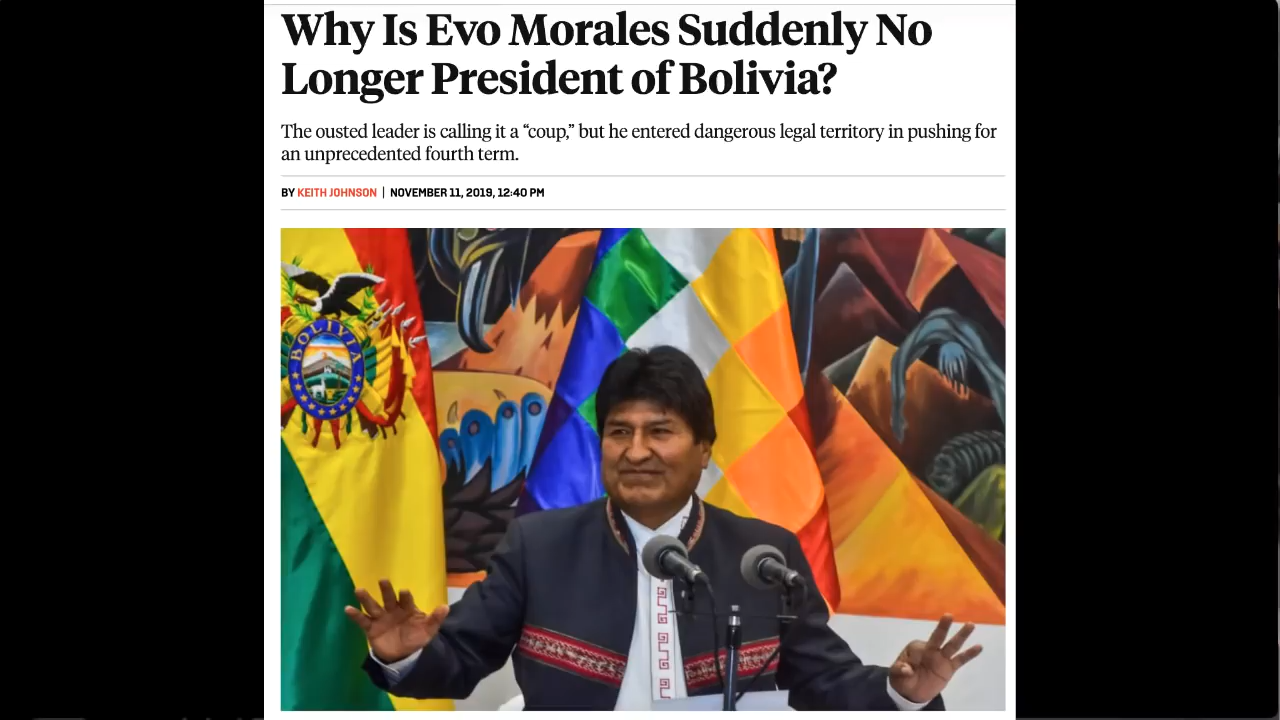 Why Is Evo Morales Suddenly No
Longer President of Bolivia?
The ousted leader is calling it a “coup,” but he entered dangerous legal territory in pushing for
an unprecedented fourth term.
BY KEITH JOHNSON | NOVEMBER 11, 2019, 12:40 PM
BOLIVIA